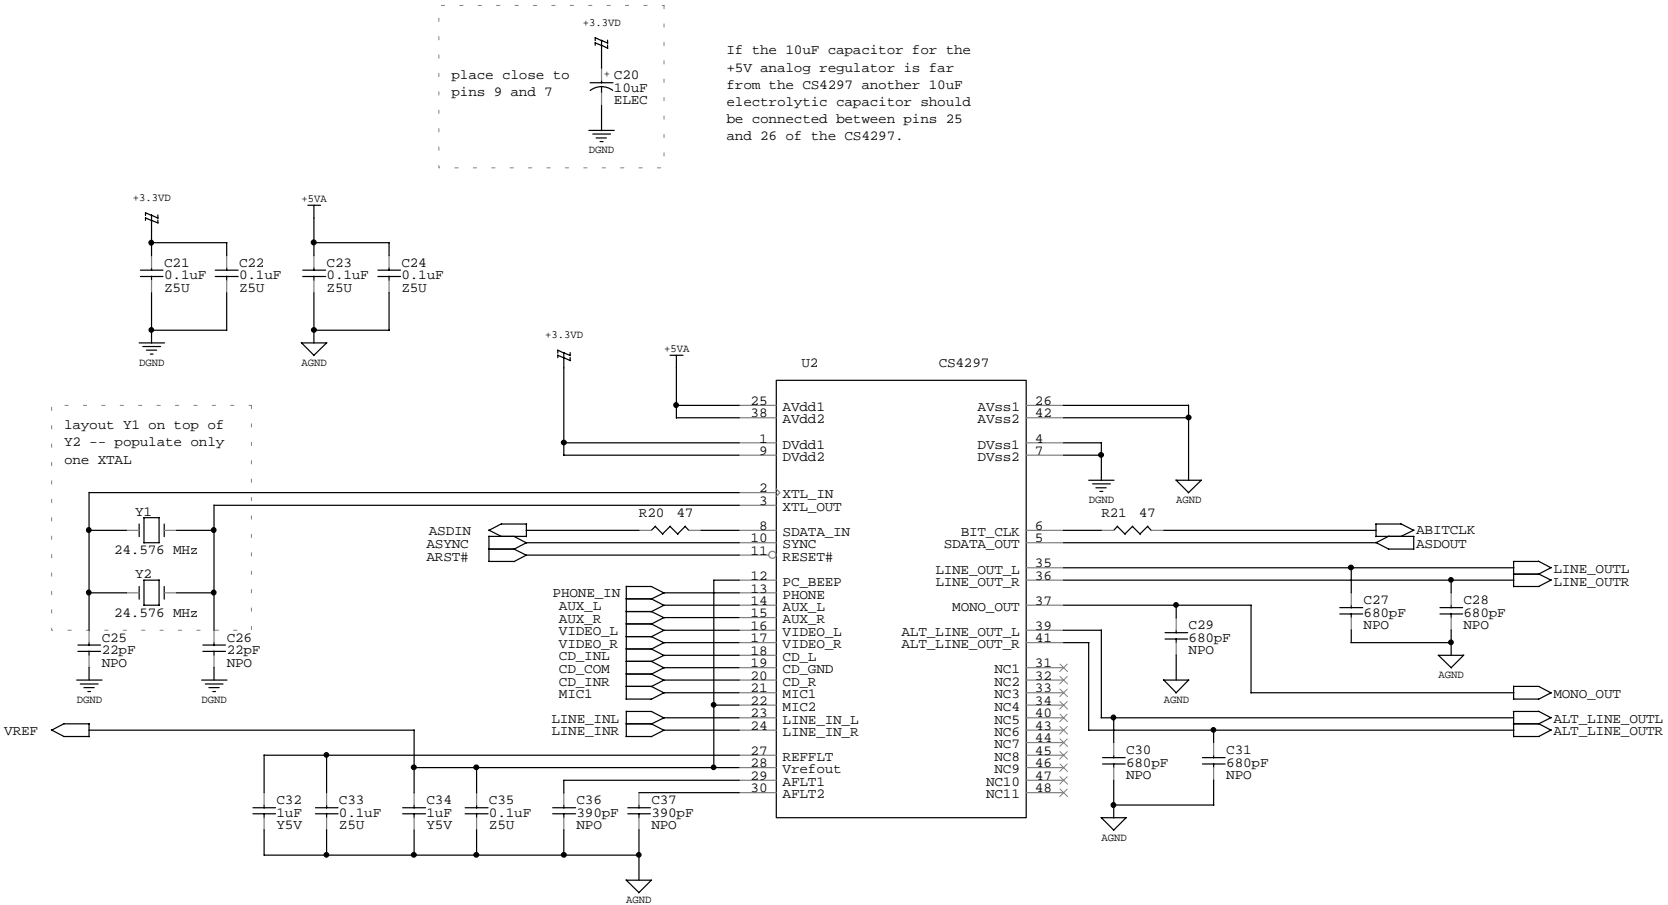 +3.3VD
place close to
pins 9 and 7
+
C20
10uF
ELEC
DGND
If the 10uF capacitor for the
+5V analog regulator is far
from the CS4297 another 10uF
electrolytic capacitor should
be connected between pins 25
and 26 of the CS4297.
+3.3VD
C21
0.1uF
Z5U
C22
0.1uF
Z5U
DGND
+5VA
C23
0.1uF
Z5U
C24
0.1uF
Z5U
AGND
+3.3VD
+5VA
U2
CS4297
25 AVdd1
38 AVdd2
1 DVdd1
9 DVdd2
2 XTL_IN
3 XTL_OUT
8 SDATA_IN
10 SYNC
11 RESET#
12 PC_BEEP
13 PHONE
14 AUX_L
15 AUX_R
16 VIDEO_L
17 VIDEO_R
18 CD_L
19 CD_GND
20 CD_R
21 MIC1
22 MIC2
23 LINE_IN_L
24 LINE_IN_R
27 REFFLT
28 Vrefout
29 AFLT1
30 AFLT2
AVss1 26
AVss2 42
DVss1 4
DVss2 7
BIT_CLK 6
SDATA_OUT 5
LINE_OUT_L 35
LINE_OUT_R 36
MONO_OUT 37
ALT_LINE_OUT_L 39
ALT_LINE_OUT_R 41
NC1 31
NC2 32
NC3 33
NC4 34
NC5 40
NC6 43
NC7 44
NC8 45
NC9 46
NC10 47
NC11 48
layout Y1 on top of
Y2 -- populate only
one XTAL
Y1
24.576 MHz
Y2
24.576 MHz
C25
22pF
NPO
DGND
C26
22pF
NPO
DGND
R20 47
ASDIN
ASYNC
ARST#
PHONE_IN
AUX_L
AUX_R
VIDEO_L
VIDEO_R
CD_INL
CD_COM
CD_INR
MIC1
LINE_INL
LINE_INR
VREF
C32
1uF
Y5V
C33
0.1uF
Z5U
C34
1uF
Y5V
C35
0.1uF
Z5U
C36
390pF
NPO
C37
390pF
NPO
AGND
DGND
AGND
R21 47
ABITCLK
ASDOUT
LINE_OUTL
LINE_OUTR
C27
680pF
NPO
C28
680pF
NPO
AGND
C29
680pF
NPO
AGND
MONO_OUT
ALT_LINE_OUTL
ALT_LINE_OUTR
C30
680pF
NPO
C31
680pF
NPO
AGND